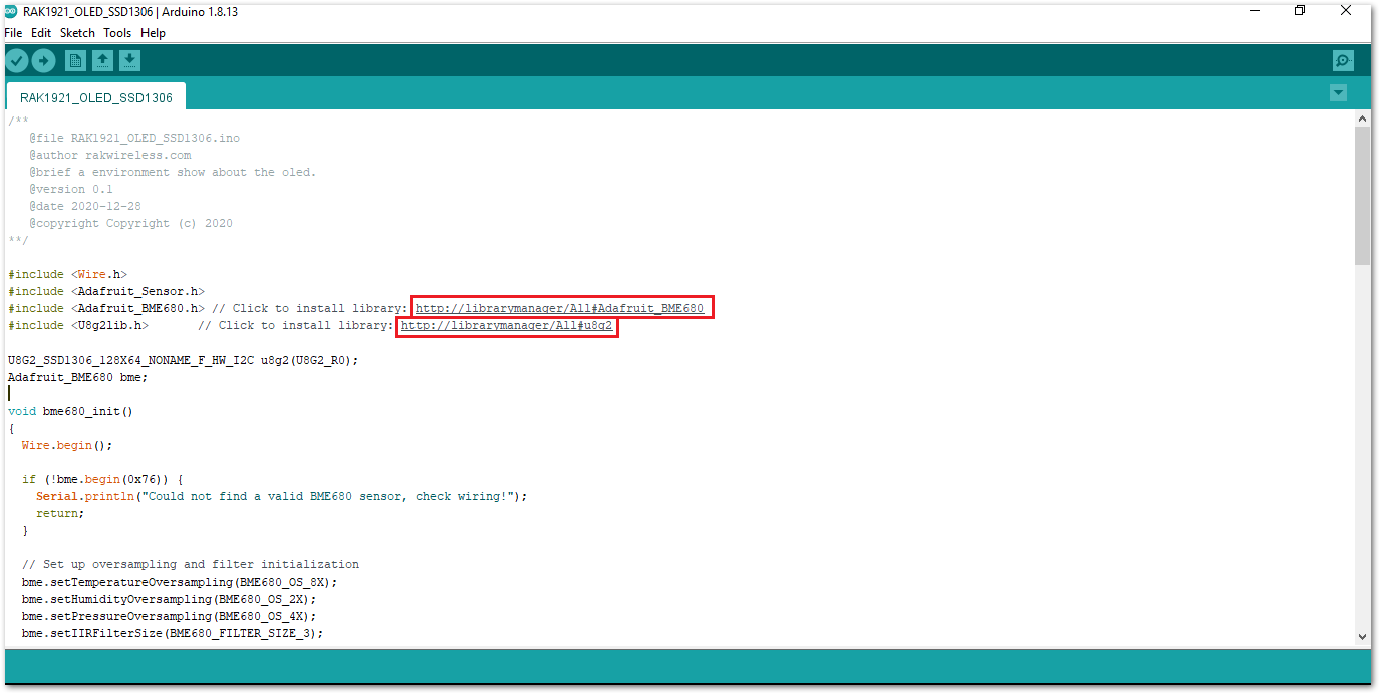 RAK1921_OLED_SSD1306 | Arduino 1.8.13
File Edit Sketch Tools Help
RAK1921_OLED_SSD1306
/**
@file RAK1921_OLED_SSD1306.ino
@author rakwireless.com
@brief a environment show about the oled.
@version 0.1
@date 2020-12-28
@copyright Copyright (c) 2020
**/
#include <Wire.h>
#include <Adafruit_Sensor.h>
#include <Adafruit_BME680.h> // Click to install library: http://librarymanager/All#Adafruit_BME680
#include <U8g2lib.h> // Click to install library: http://librarymanager/All#u8g2
U8G2_SSD1306_128X64_NONAME_F_HW_I2C u8g2(U8G2_R0);
Adafruit_BME680 bme;
void bme680_init()
{
Wire.begin();
if (!bme.begin(0x76)) {
Serial.println("Could not find a valid BME680 sensor, check wiring!");
return;
}
// Set up oversampling and filter initialization
bme.setTemperatureOversampling(BME680_OS_8X);
bme.setHumidityOversampling(BME680_OS_2X);
bme.setPressureOversampling(BME680_OS_4X);
bme.setIIRFilterSize(BME680_FILTER_SIZE_3);